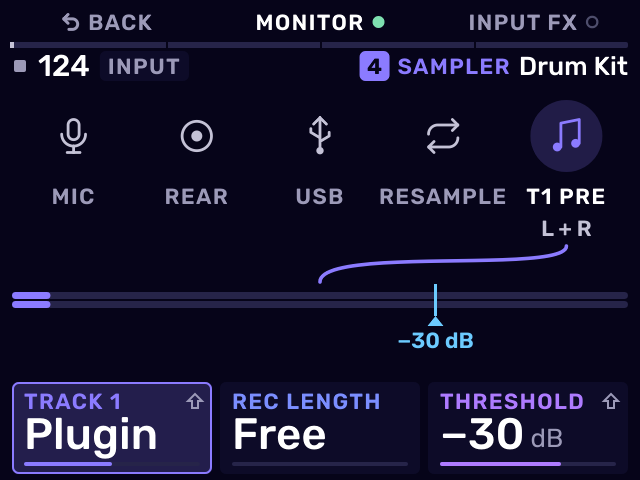 BACK MONITOR INPUT FX
124 INPUT 4 SAMPLER Drum Kit
MIC REAR USB RESAMPLE T1 PRE
L+R
−30 dB
TRACK 1 REC LENGTH THRESHOLD
Plugin Free −30 dB